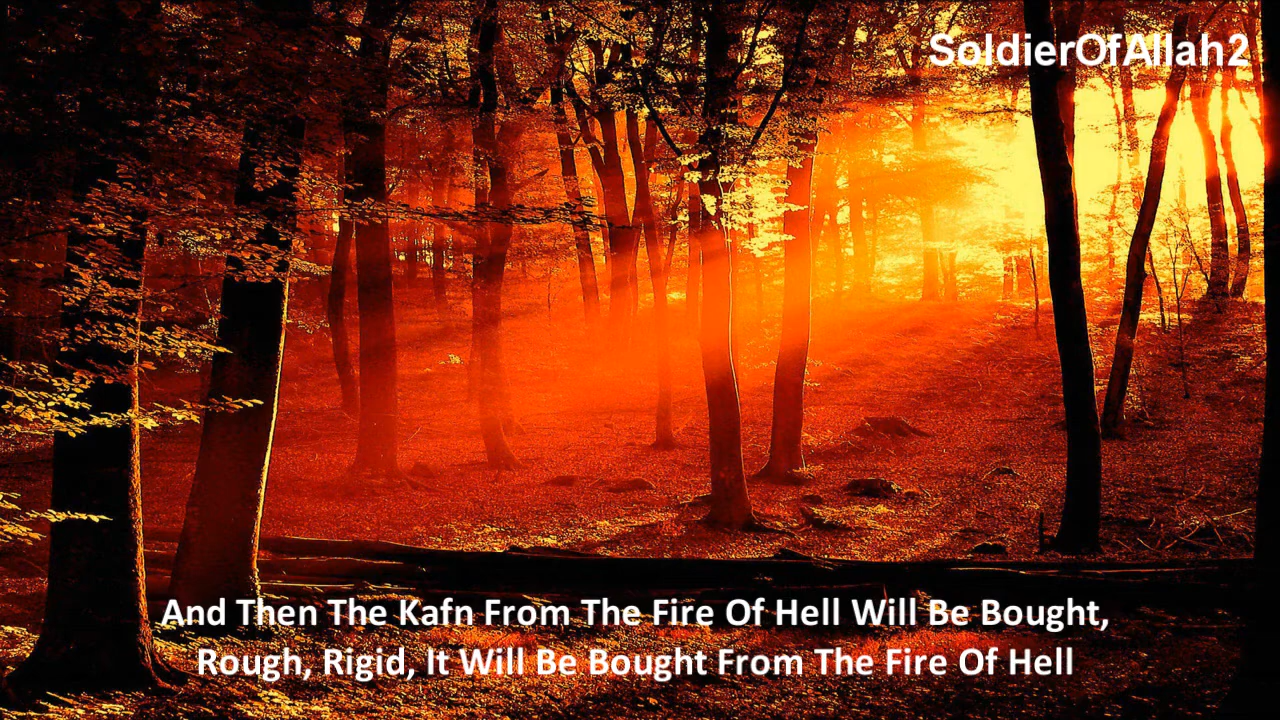 SoldierOfAllah2
And Then The Kafn From The Fire Of Hell Will Be Bought,
Rough, Rigid, It Will Be Bought From The Fire Of Hell